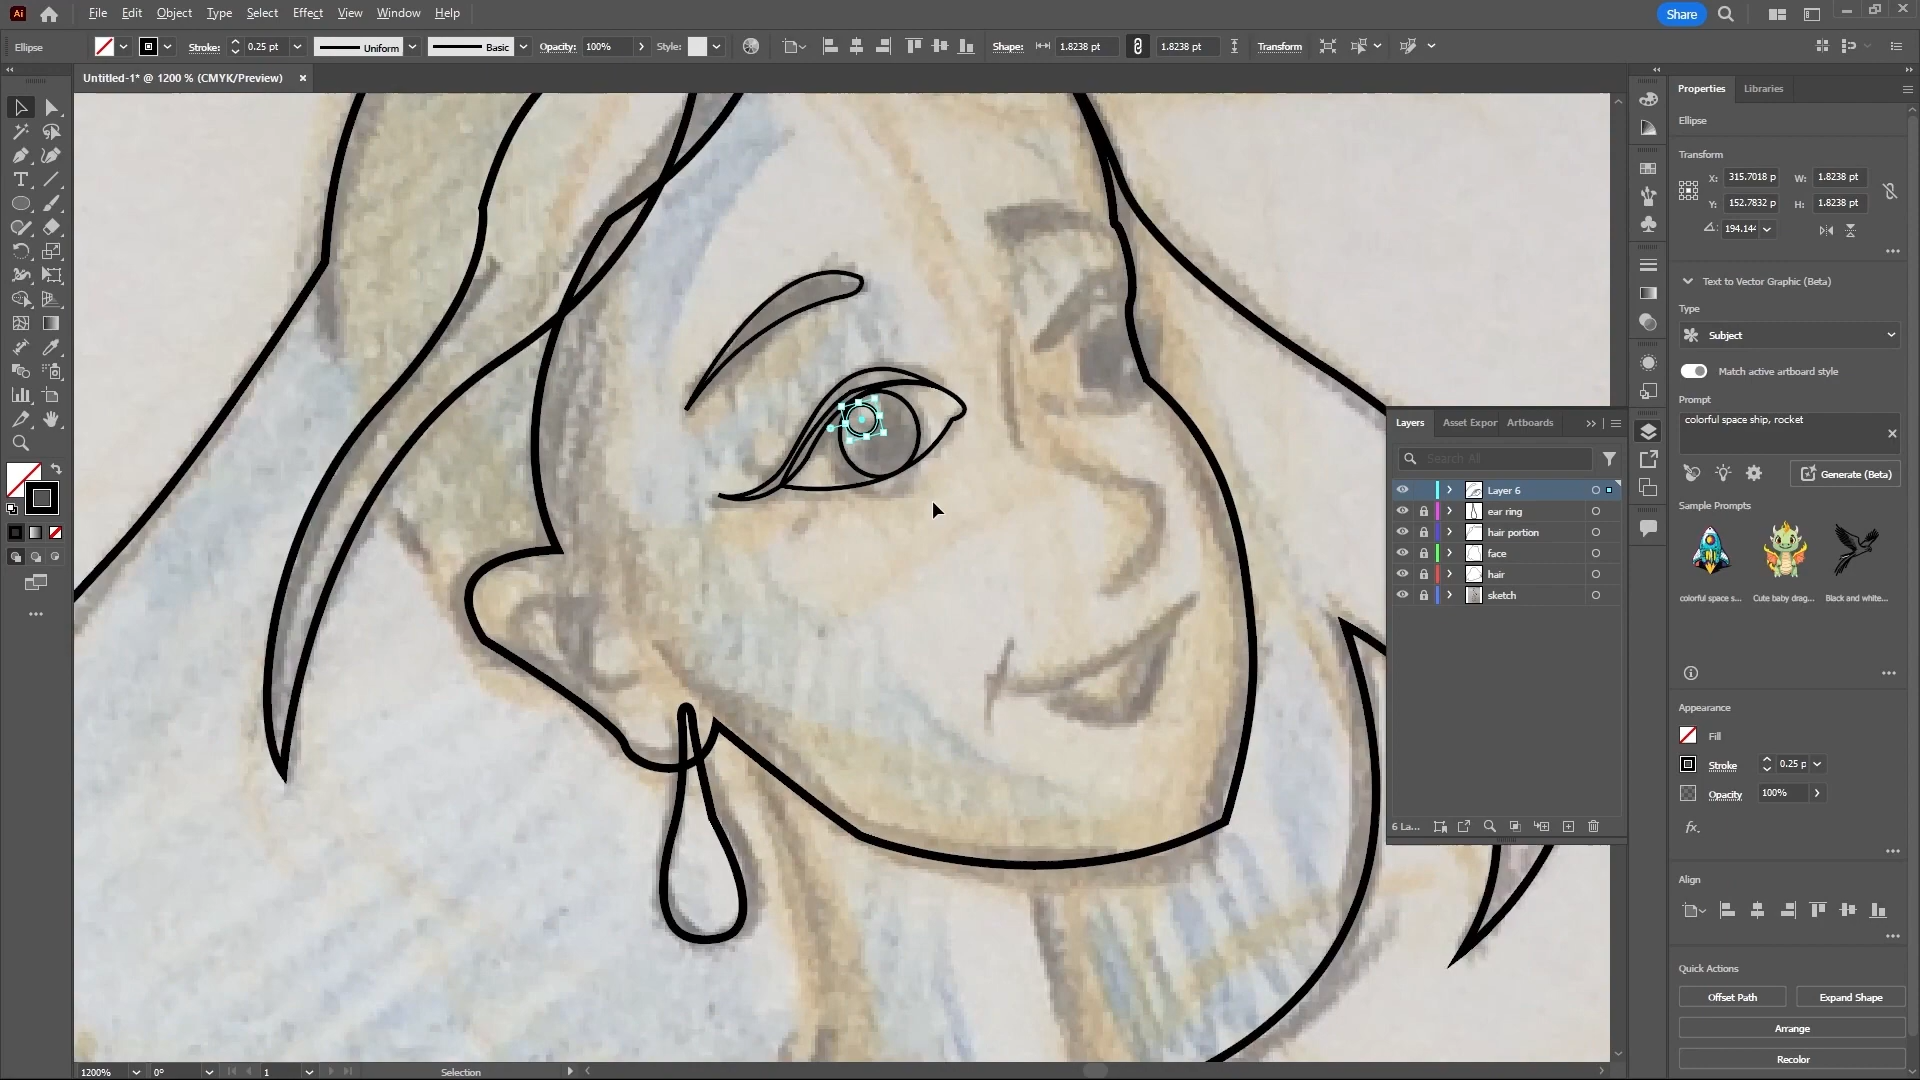 Ai File Edit Object Type Select Effect View Window Help Share
Ellipse Stroke: 0.25 pt Uniform Basic Opacity: 100% Style: Shape: 1.8238 pt 1.8238 pt Transform
Untitled-1* @ 1200 % (CMYK/Preview) ×
Properties Libraries
Ellipse
Transform
X: 315.7018 p W: 1.8238 pt
Y: 152.7832 p H: 1.8238 pt
194.144
Text to Vector Graphic (Beta)
Type
Subject
Match active artboard style
Prompt
colorful space ship, rocket
Generate (Beta)
Sample Prompts
colorful space s... Cute baby drag... Black and white...
Appearance
Fill
Stroke 0.25 p
Opacity 100%
fx.
Align
Quick Actions
Offset Path Expand Shape
Arrange
Recolor
Layers Asset Expor Artboards
Search All
Layer 6
ear ring
hair portion
face
hair
sketch
6 La...
1200% 0° 1 Selection